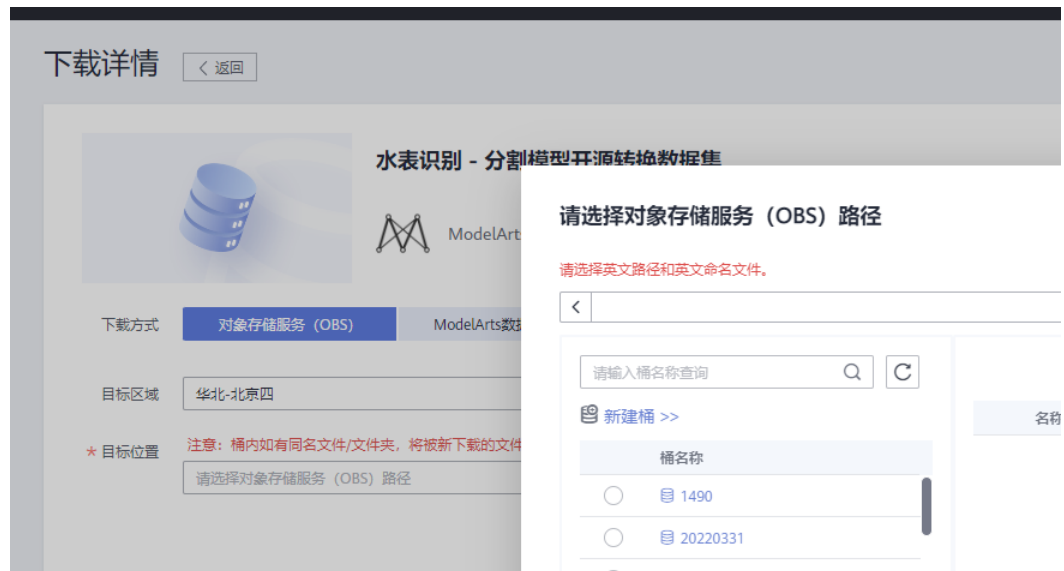 下载详情
返回
水表识别 - 分割模型开源转换数据集
ModelArt
下载方式
对象存储服务（OBS）
ModelArts数
目标区域
华北-北京四
* 目标位置
注意：桶内如有同名文件/文件夹，将被新下载的文件
请选择对象存储服务（OBS）路径
请选择对象存储服务（OBS）路径
请选择英文路径和英文命名文件。
请输入桶名称查询
新建桶 >>
桶名称
名称
1490
20220331